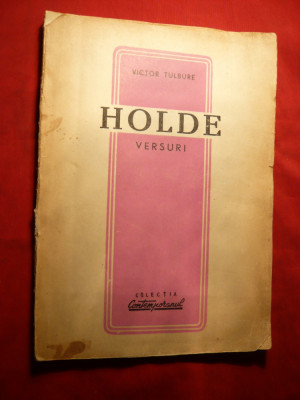 VICTOR TULBURE
HOLDE
VERSURI
COLECȚIA
Contemporanul